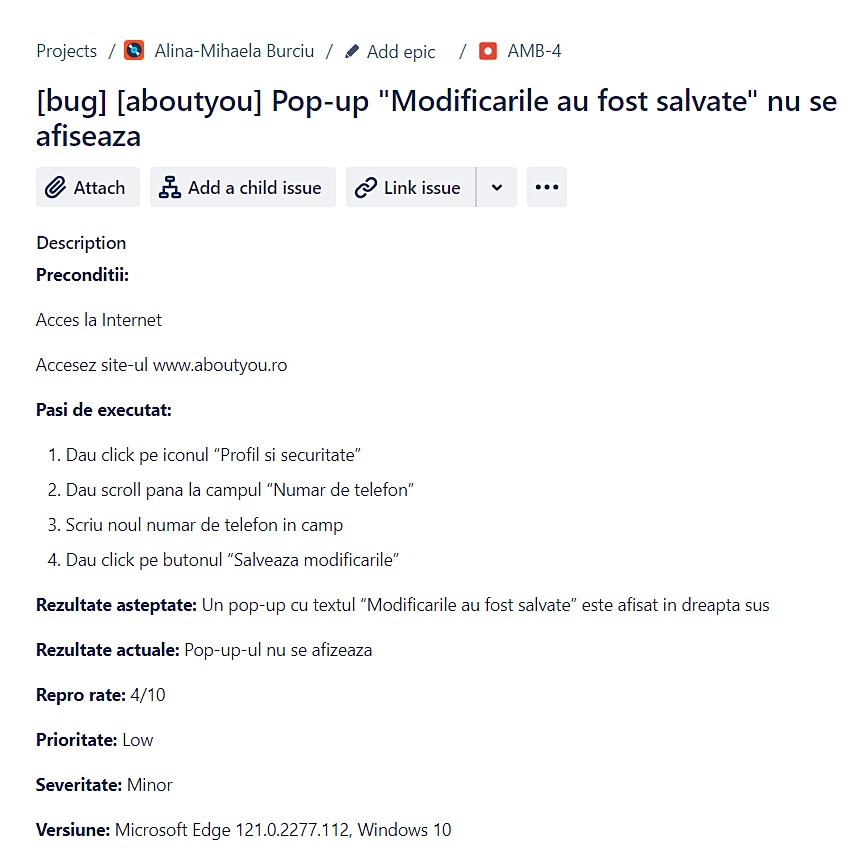 Projects / Alina-Mihaela Burciu / Add epic / AMB-4
[bug] [aboutyou] Pop-up "Modificarile au fost salvate" nu se
afiseaza
Attach Add a child issue Link issue
Description
Preconditii:
Acces la Internet
Accesez site-ul www.aboutyou.ro
Pasi de executat:
1. Dau click pe iconul “Profil si securitate”
2. Dau scroll pana la campul “Numar de telefon”
3. Scriu noul numar de telefon in camp
4. Dau click pe butonul “Salveaza modificarile”
Rezultate asteptate: Un pop-up cu textul “Modificarile au fost salvate” este afisat in dreapta sus
Rezultate actuale: Pop-up-ul nu se afizeaza
Repro rate: 4/10
Prioritate: Low
Severitate: Minor
Versiune: Microsoft Edge 121.0.2277.112, Windows 10